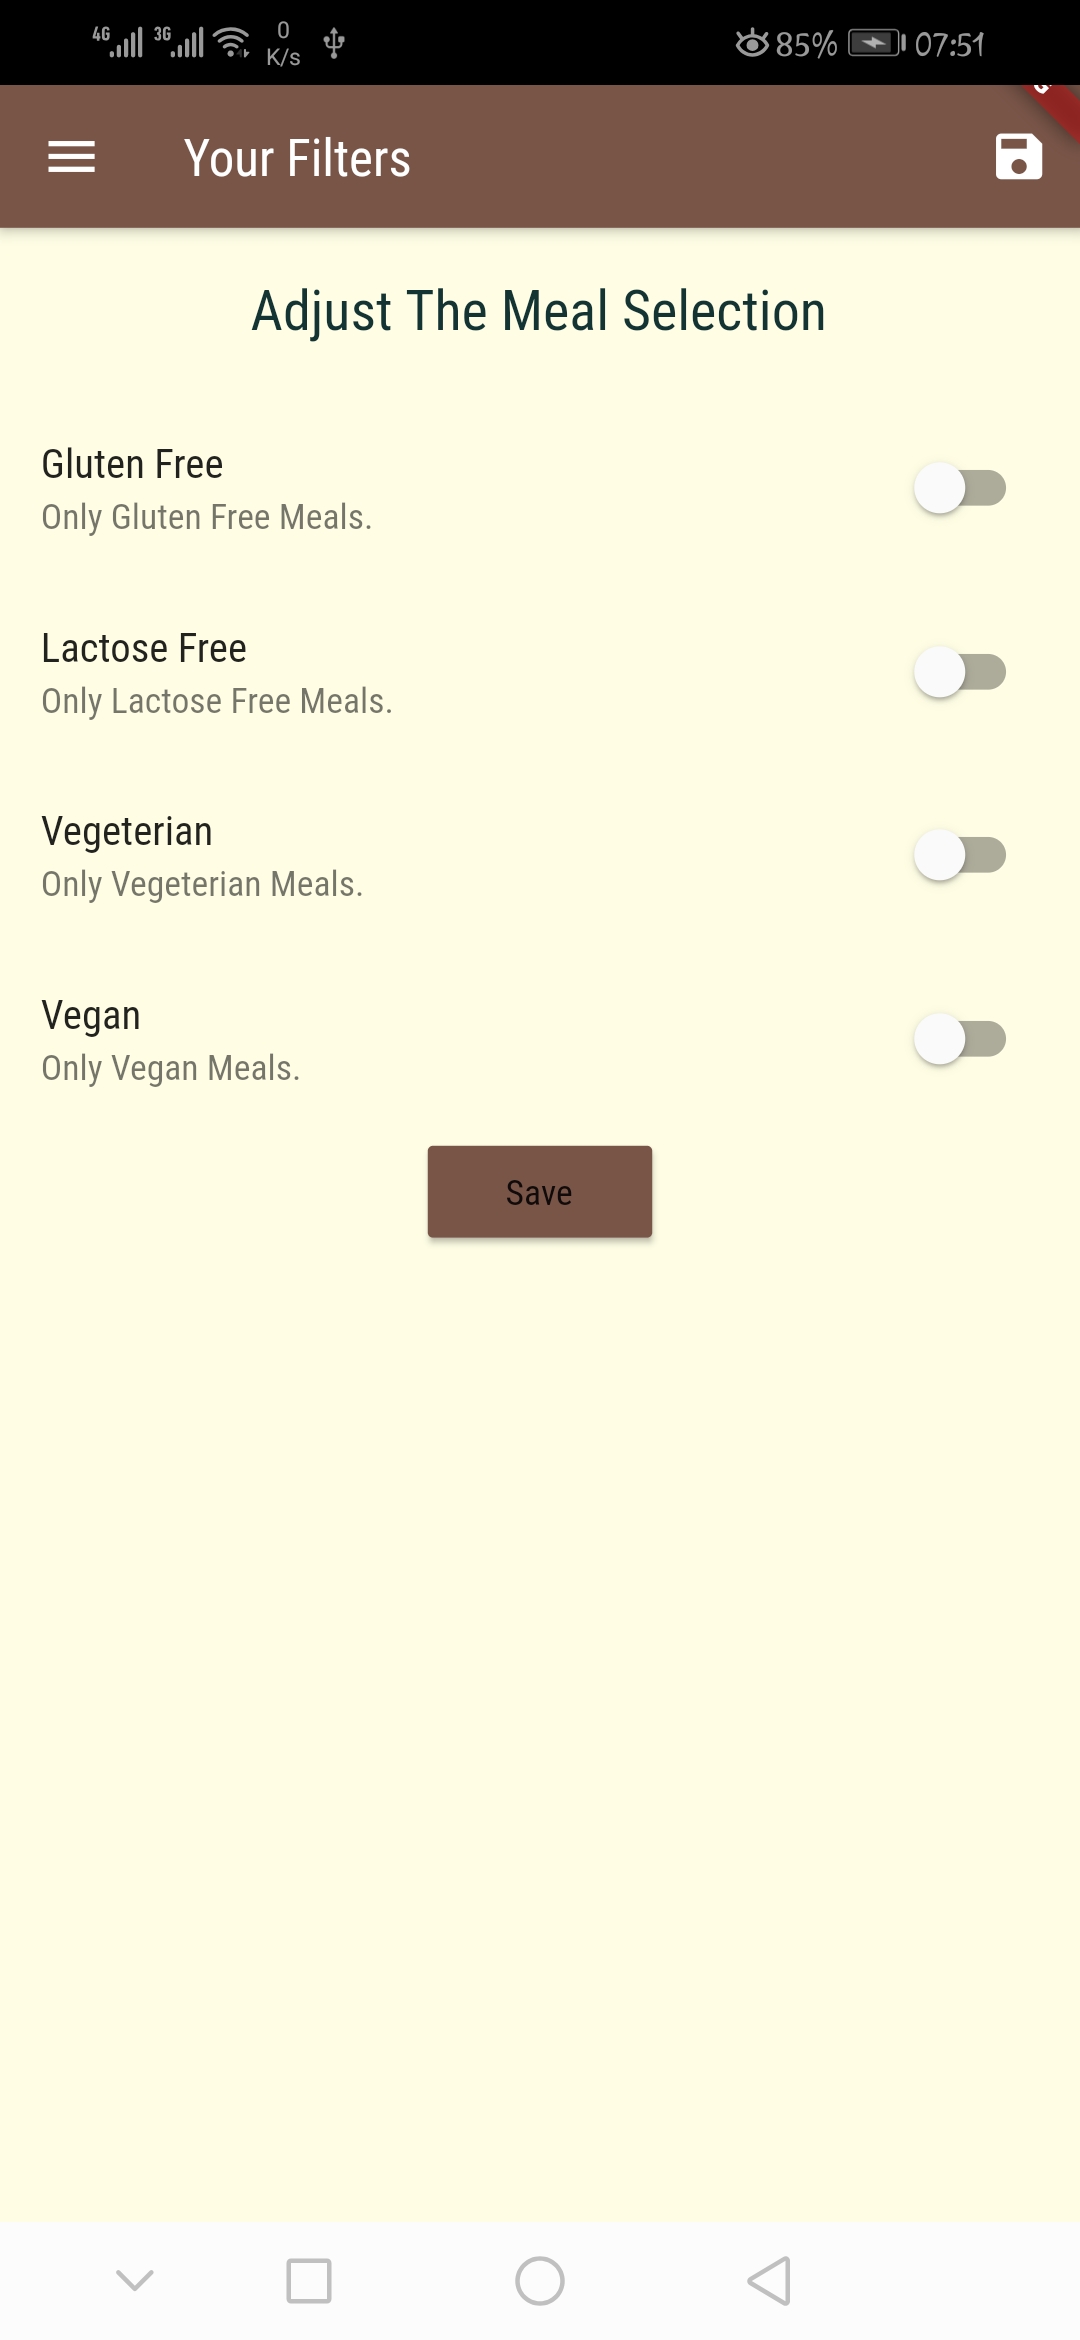 4G 3G 0 K/s 85% 07:51
Your Filters
Adjust The Meal Selection
Gluten Free
Only Gluten Free Meals.
Lactose Free
Only Lactose Free Meals.
Vegeterian
Only Vegeterian Meals.
Vegan
Only Vegan Meals.
Save